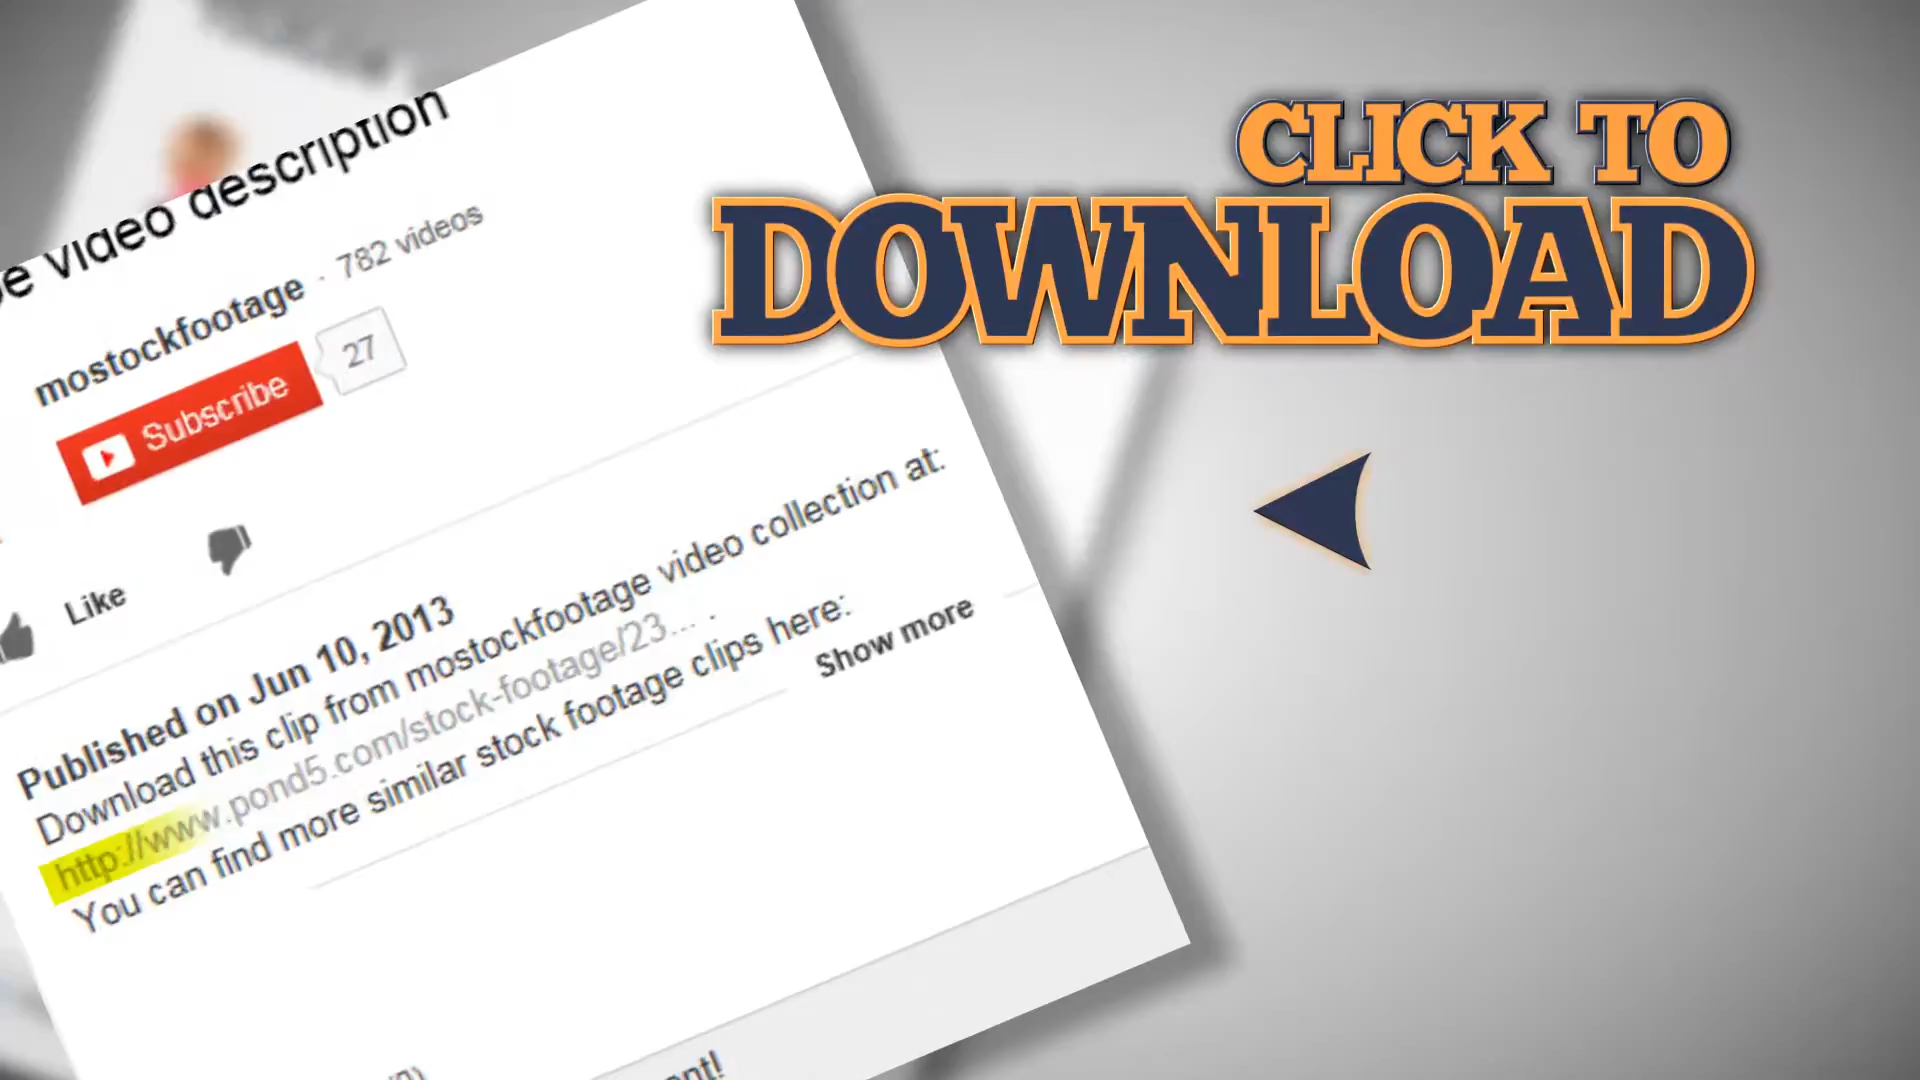 CLICK TO
DOWNLOAD
video description
mostockfootage · 782 videos
Subscribe 27
Like
Published on Jun 10, 2013
Download this clip from mostockfootage video collection at:
http://www.pond5.com/stock-footage/23... .
You can find more similar stock footage clips here:
Show more